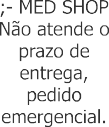 ;- MED SHOP
Não atende o
prazo de
entrega,
pedido
emergencial.